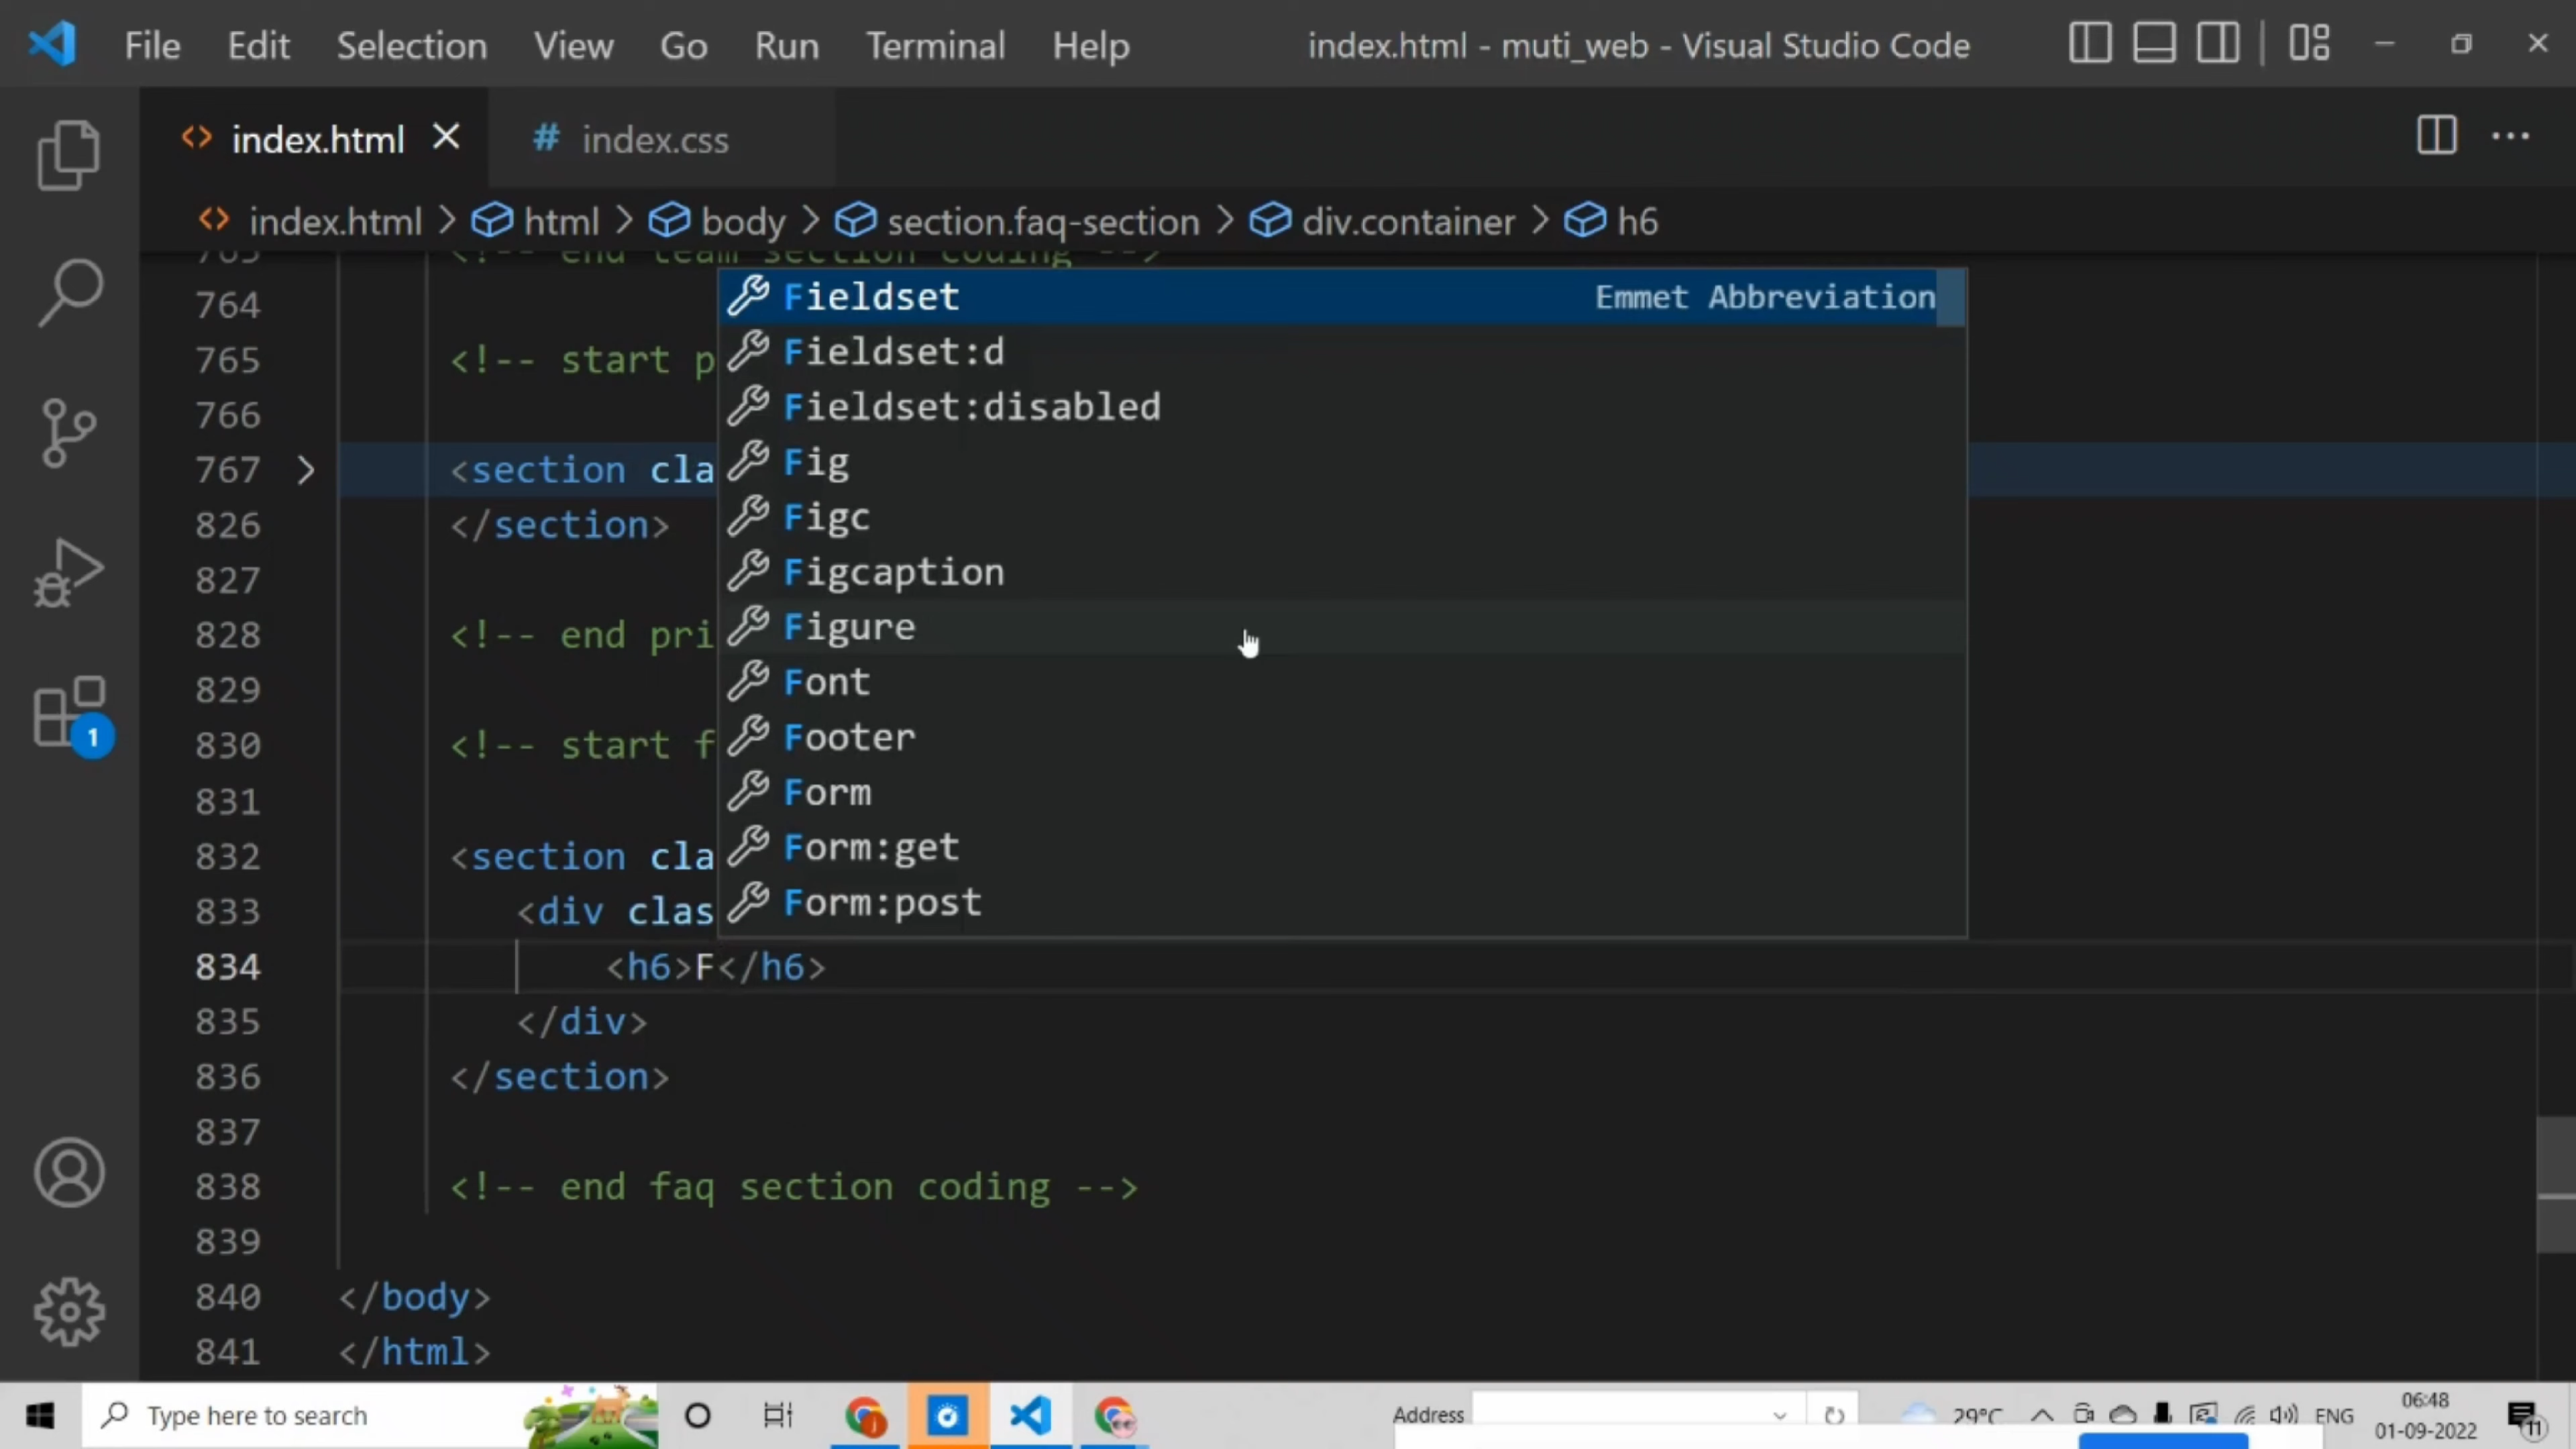 File Edit Selection View Go Run Terminal Help index.html - muti_web - Visual Studio Code
index.html index.css
index.html > html > body > section.faq-section > div.container > h6
763 <!-- end team section coding -->
764
765 <!-- start p
766
767 <section cla
826 </section>
827
828 <!-- end pri
829
830 <!-- start f
831
832 <section cla
833 <div clas
834 <h6>F</h6>
835 </div>
836 </section>
837
838 <!-- end faq section coding -->
839
840 </body>
841 </html>
Fieldset Emmet Abbreviation
Fieldset:d
Fieldset:disabled
Fig
Figc
Figcaption
Figure
Font
Footer
Form
Form:get
Form:post
1
Type here to search
Address
29°C
ENG
06:48
01-09-2022
11